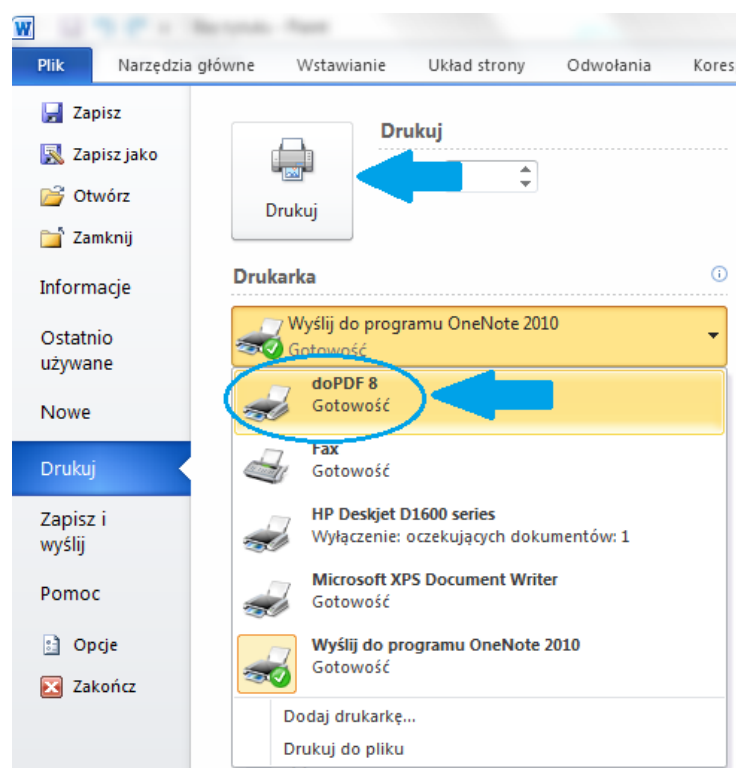 W
Plik Narzędzia główne Wstawianie Układ strony Odwołania Kores
Zapisz
Zapisz jako
Otwórz
Zamknij
Informacje
Ostatnio
używane
Nowe
Drukuj
Zapisz i
wyślij
Pomoc
Opcje
Zakończ
Drukuj
Drukuj
Drukarka
Wyślij do programu OneNote 2010
Gotowość
doPDF 8
Gotowość
Fax
Gotowość
HP Deskjet D1600 series
Wyłączenie: oczekujących dokumentów: 1
Microsoft XPS Document Writer
Gotowość
Wyślij do programu OneNote 2010
Gotowość
Dodaj drukarkę...
Drukuj do pliku